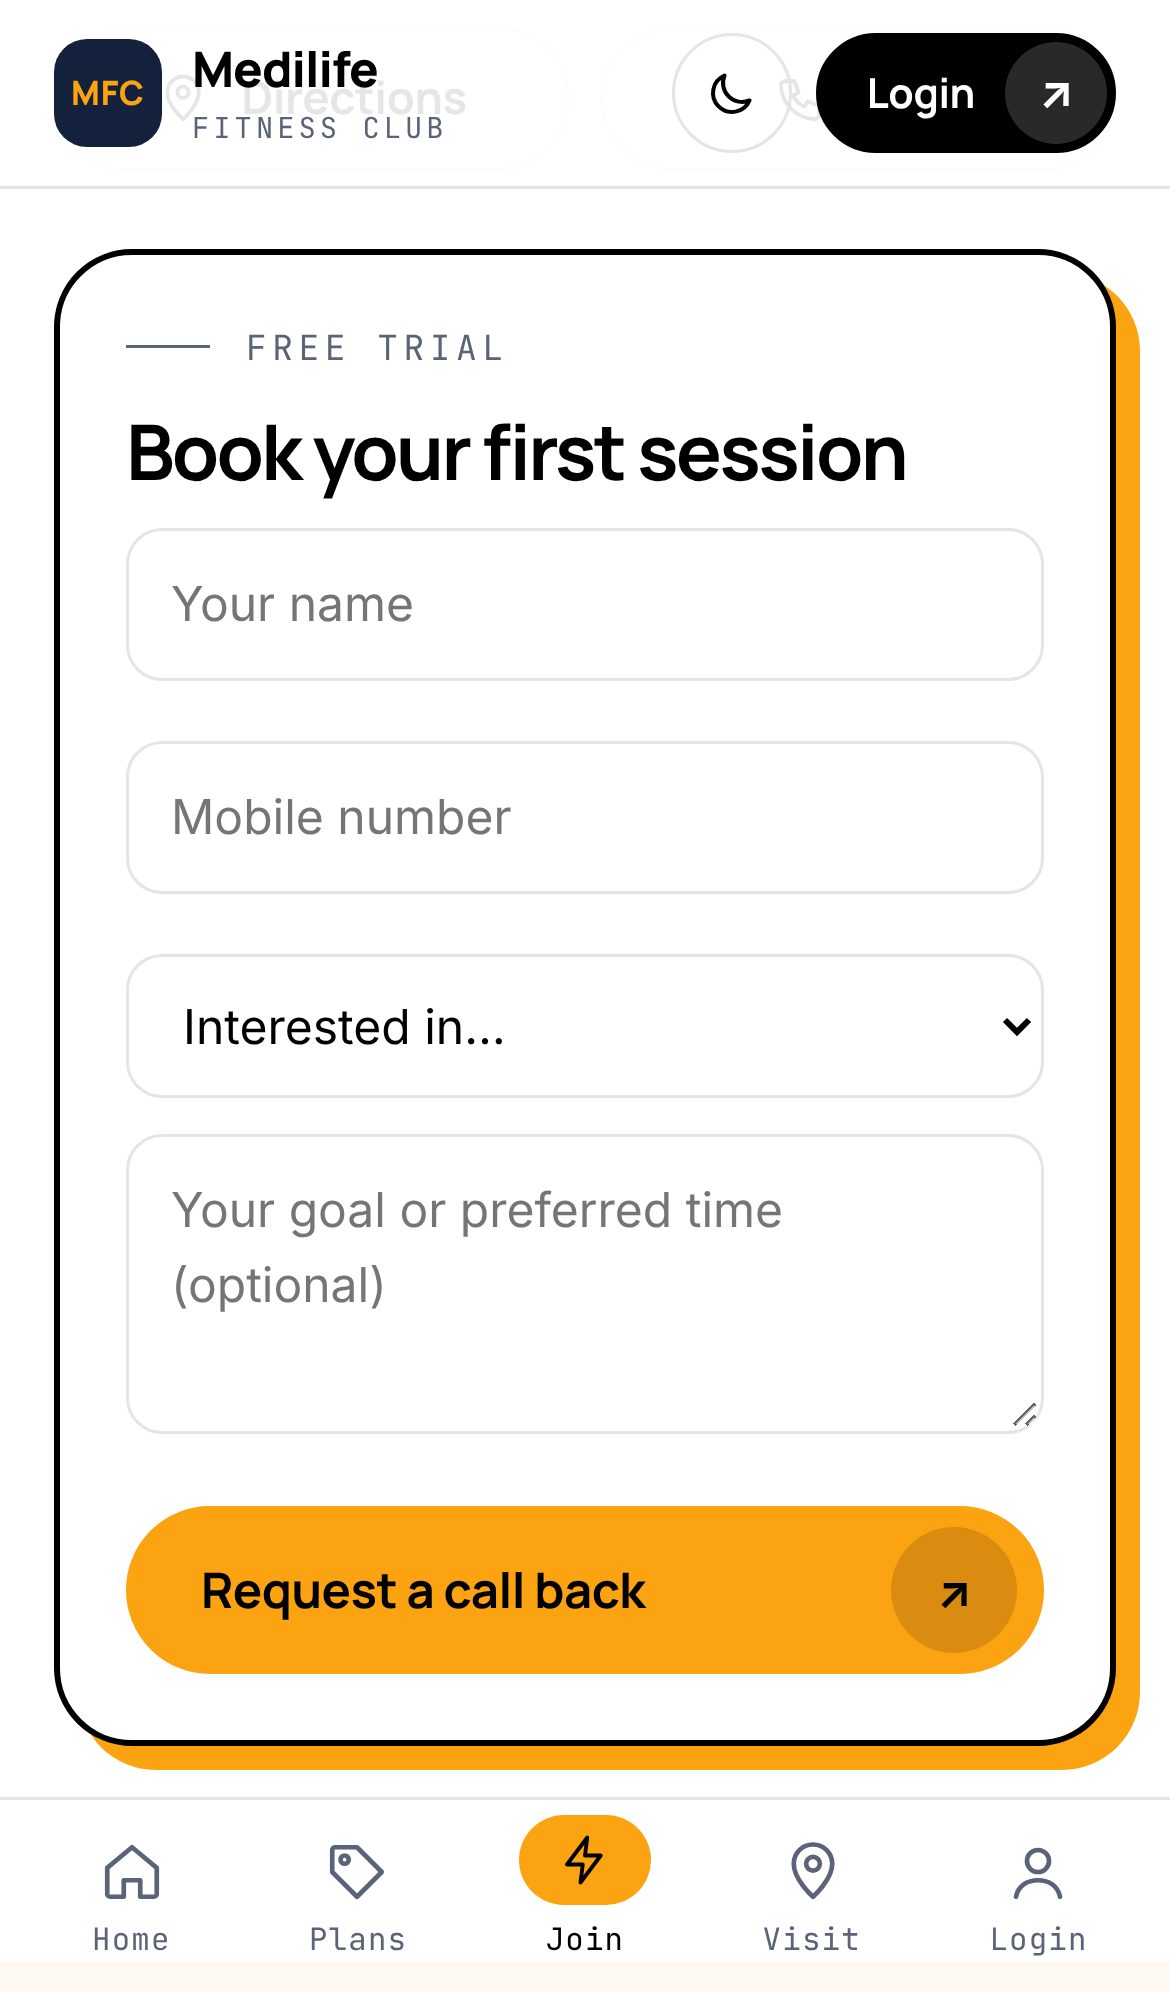 MFC
Medilife
Directions
FITNESS CLUB
Login
FREE TRIAL
Book your first session
Your name
Mobile number
Interested in...
Your goal or preferred time
(optional)
Request a call back
Home
Plans
Join
Visit
Login